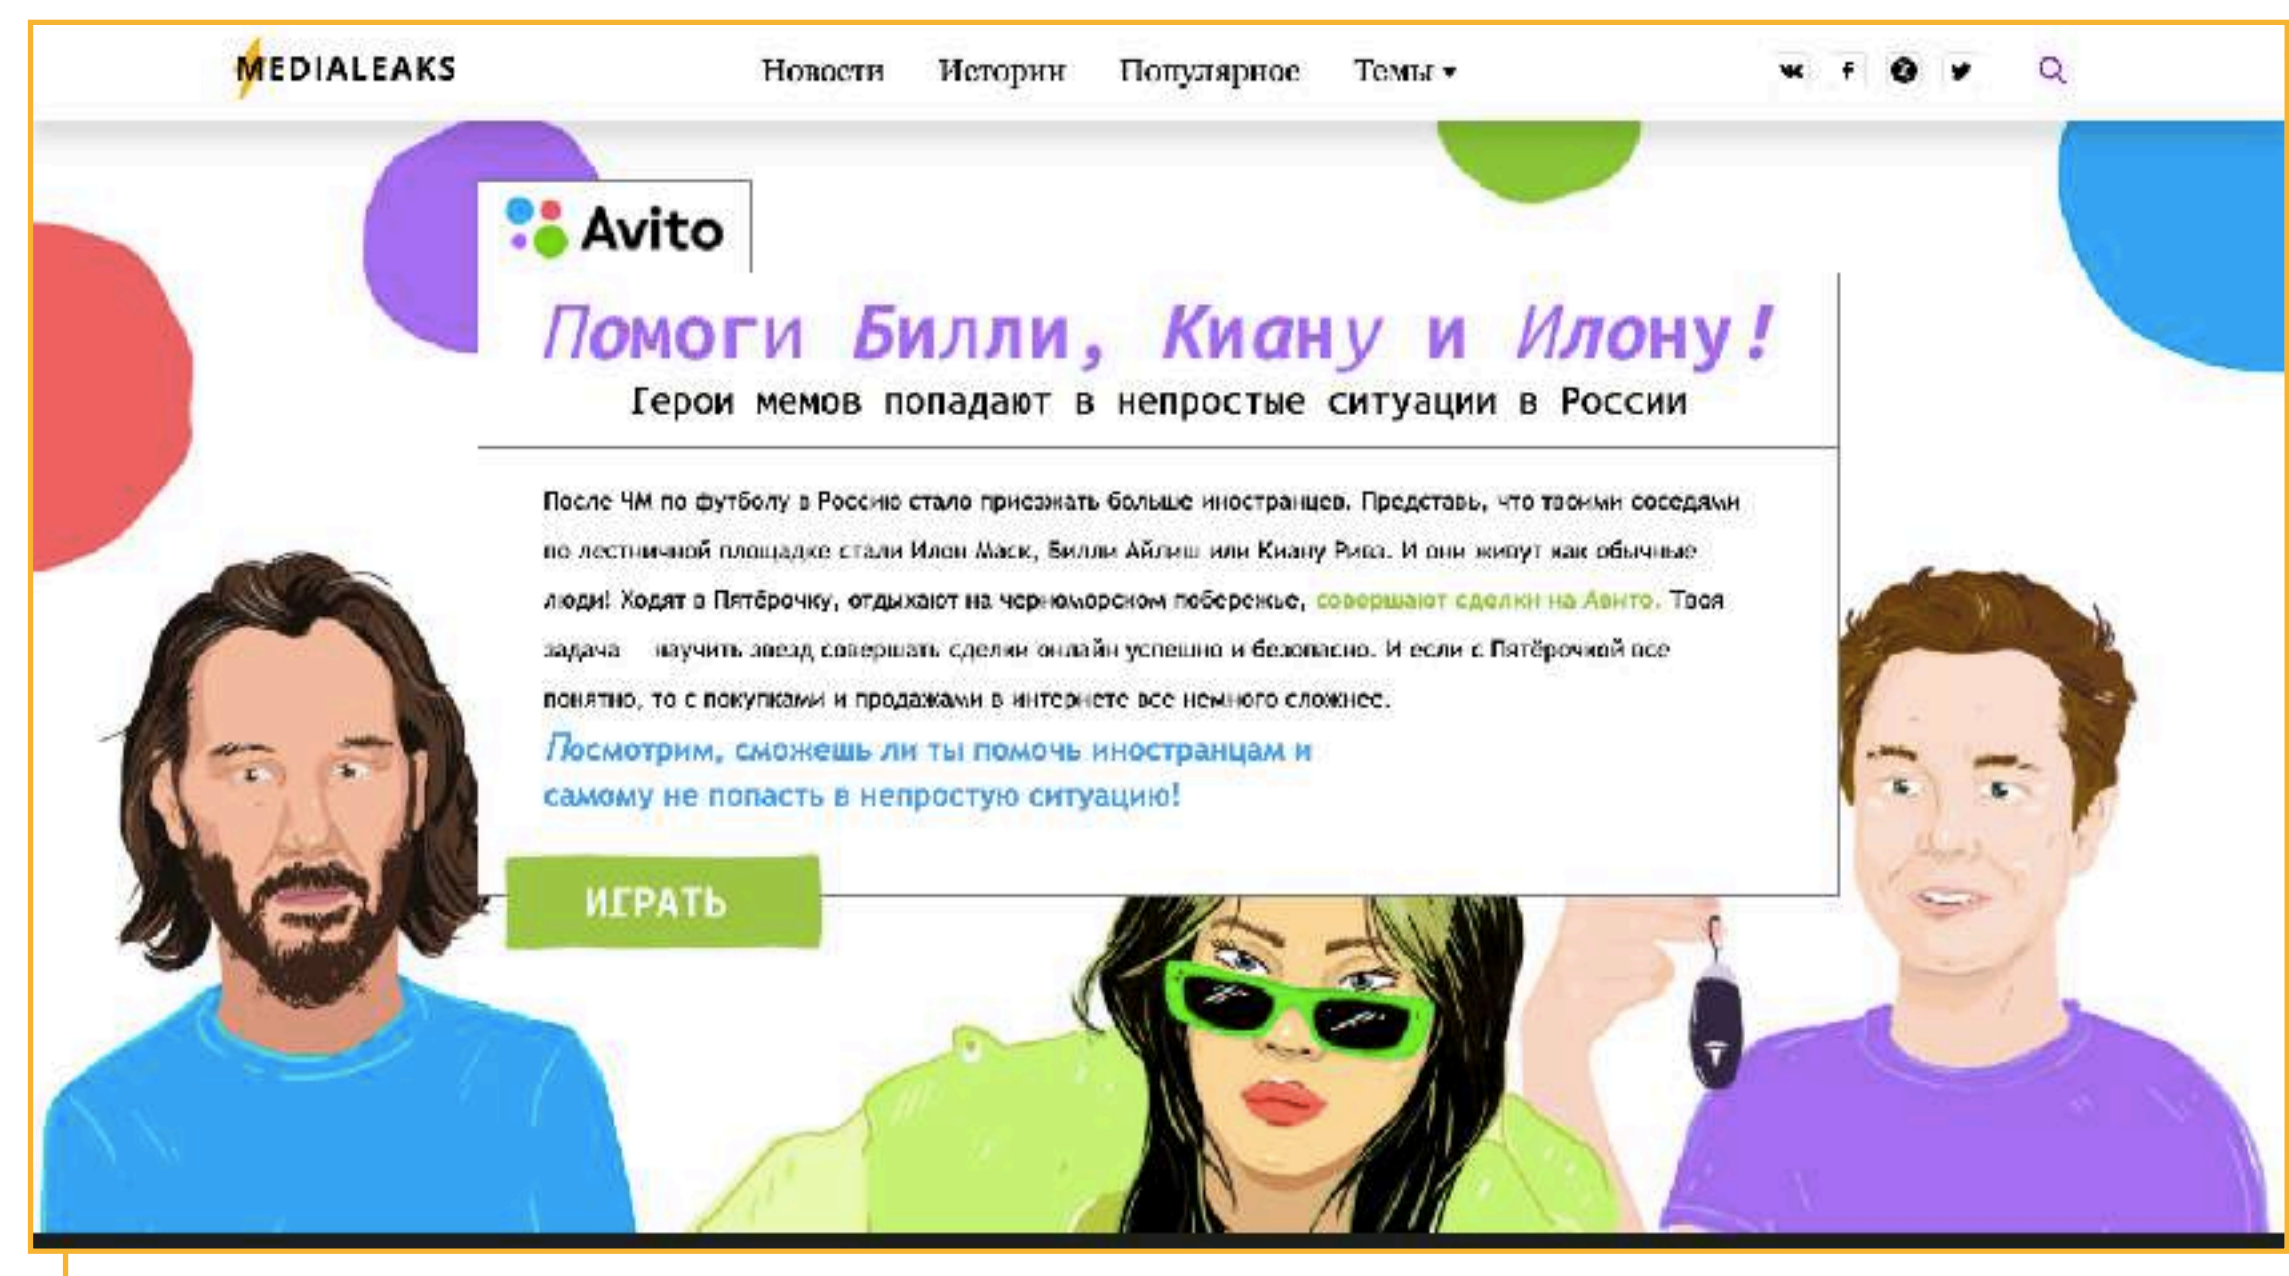 MEDIALEAKS
Новости Истории Популярное Темы
Avito
Помоги Билли, Киану и Илону!
Герои мемов попадают в непростые ситуации в России
После ЧМ по футболу в Россию стало приезжать больше иностранцев. Представь, что твоими соседями
по лестничной площадке стали Илон Маск, Билли Айлиш или Киану Ривз. И они живут как обычные
люди! Ходят в Пятёрочку, отдыхают на черноморском побережье, совершают сделки на Авито. Твоя
задача научить звезд совершать сделки онлайн успешно и безопасно. И если с Пятёрочкой все
понятно, то с покупками и продажами в интернете все немного сложнее.
Посмотрим, сможешь ли ты помочь иностранцам и
самому не попасть в непростую ситуацию!
ИГРАТЬ